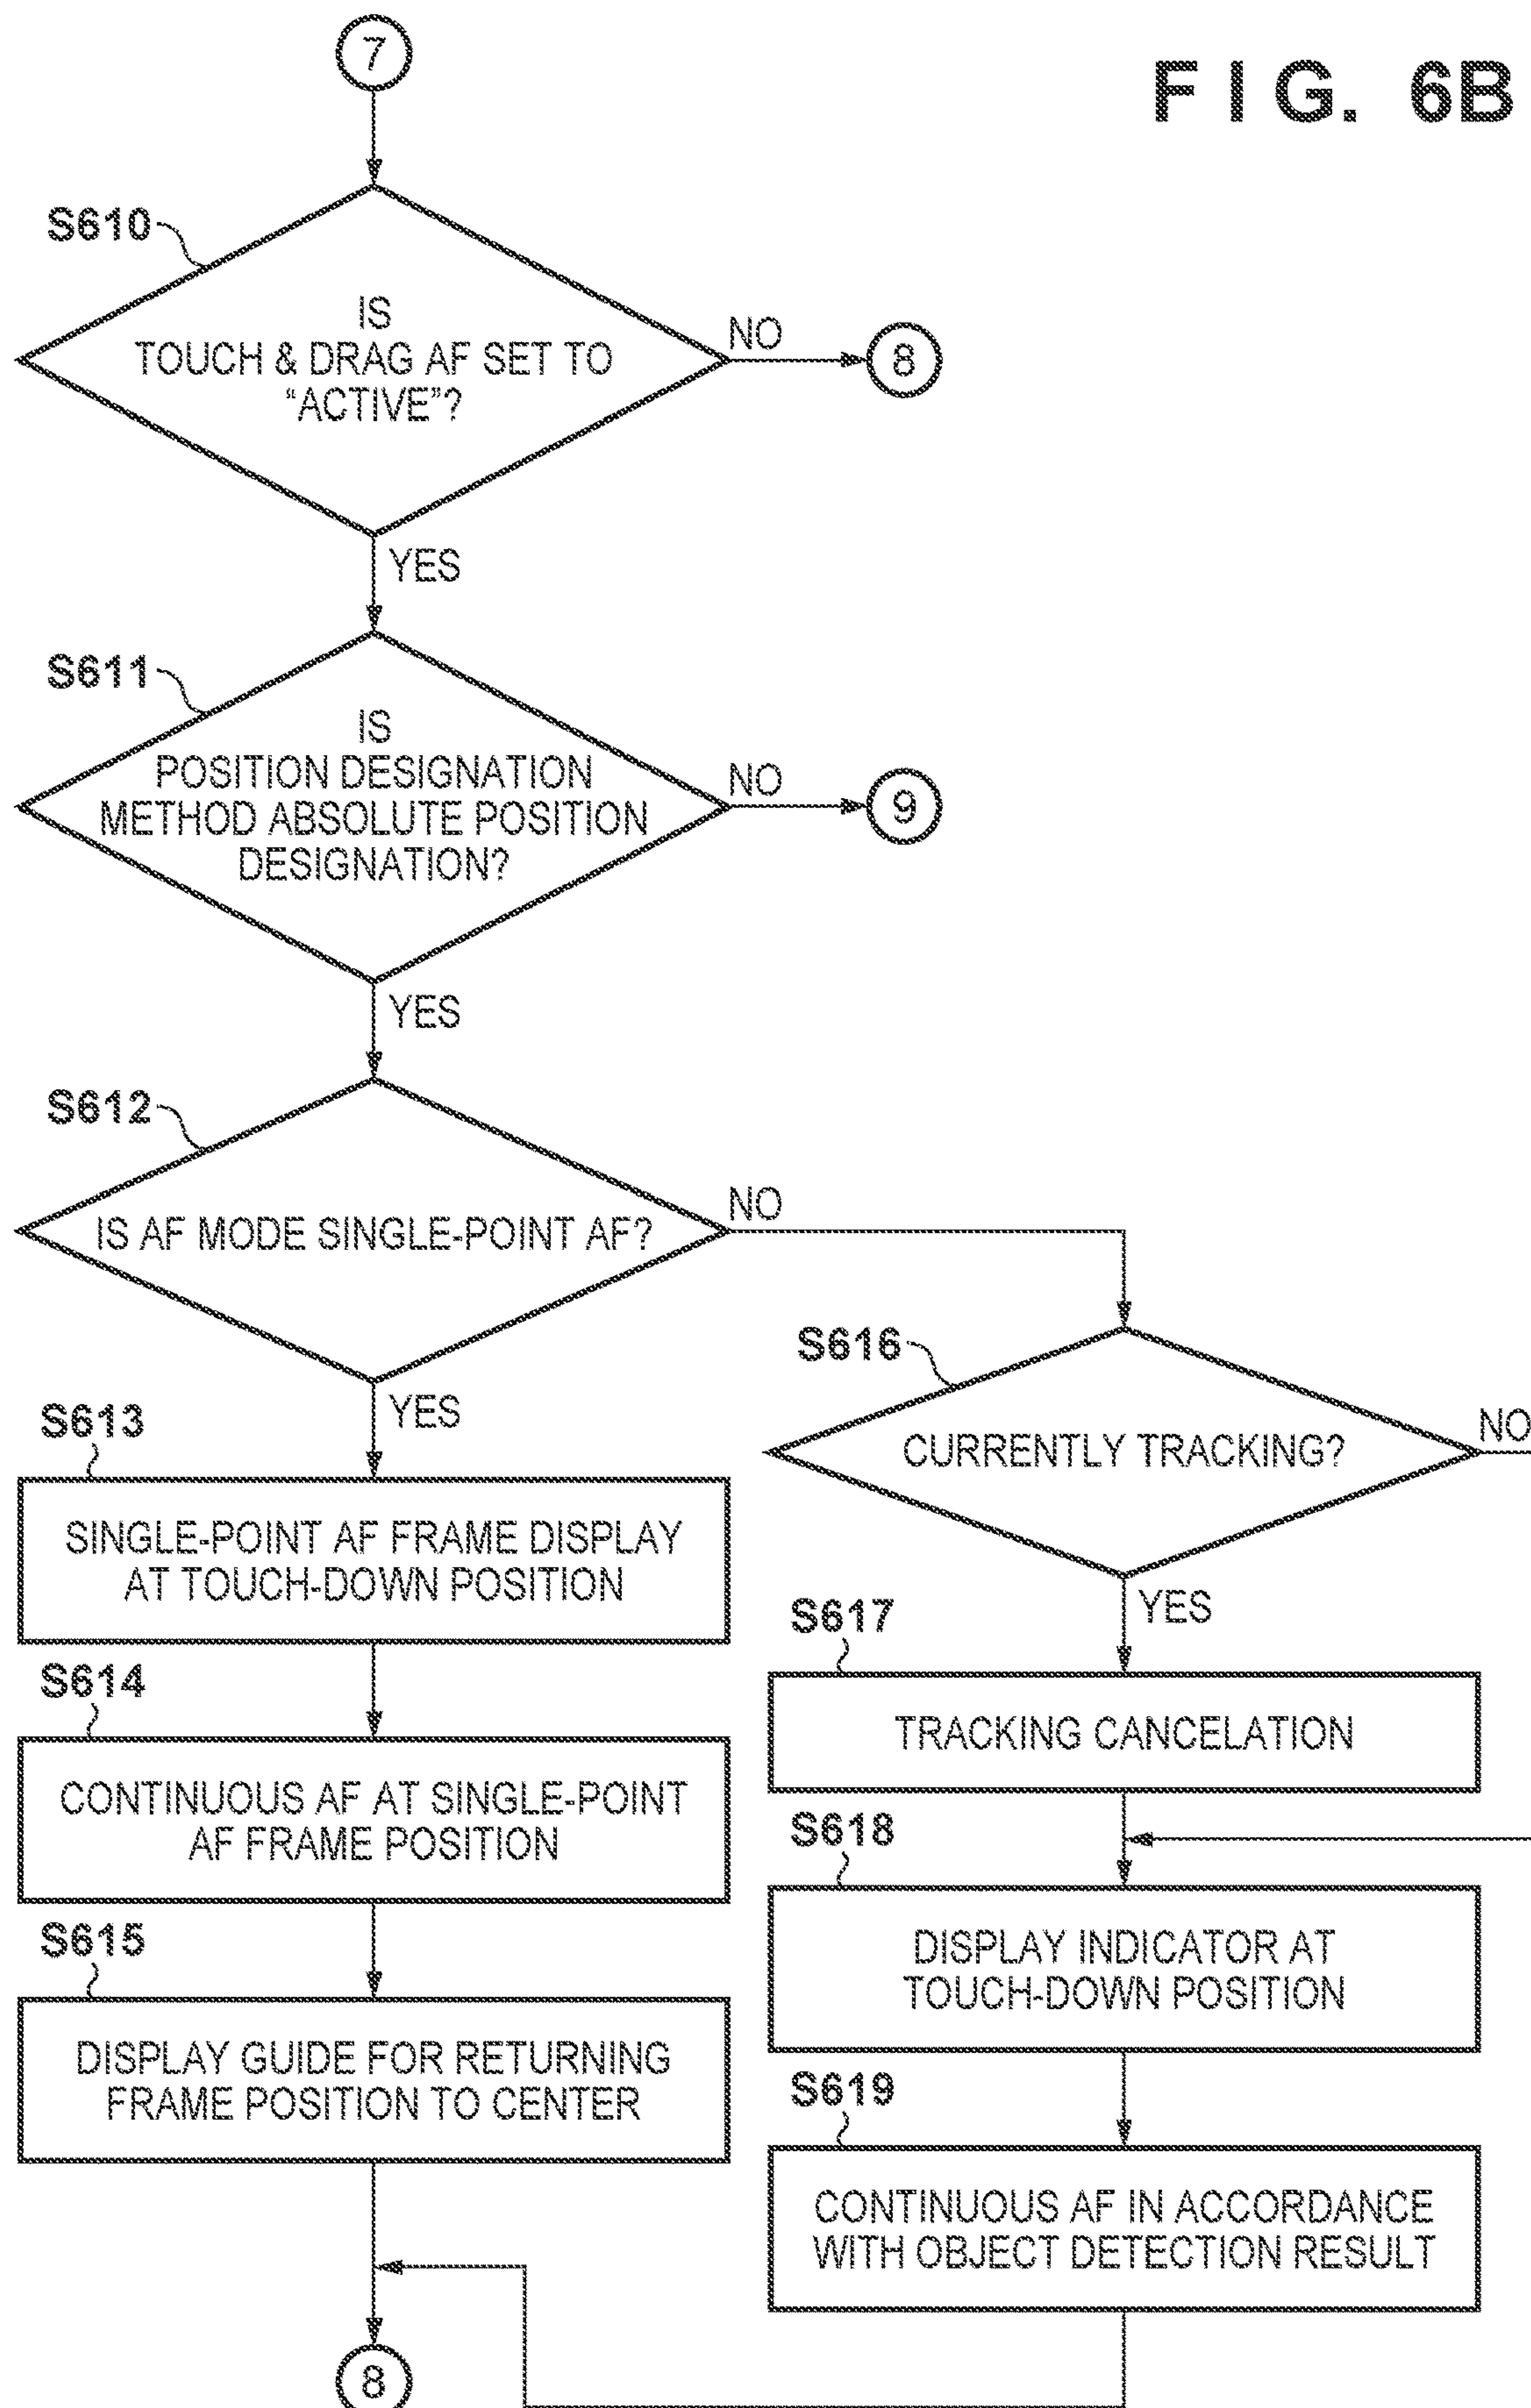 7
FIG. 6B
S610
IS
TOUCH & DRAG AF SET TO
“ACTIVE”?
NO
8
YES
S611
IS
POSITION DESIGNATION
METHOD ABSOLUTE POSITION
DESIGNATION?
NO
9
YES
S612
IS AF MODE SINGLE-POINT AF?
NO
YES
S613
SINGLE-POINT AF FRAME DISPLAY
AT TOUCH-DOWN POSITION
S614
CONTINUOUS AF AT SINGLE-POINT
AF FRAME POSITION
S615
DISPLAY GUIDE FOR RETURNING
FRAME POSITION TO CENTER
S616
CURRENTLY TRACKING?
NO
YES
S617
TRACKING CANCELATION
S618
DISPLAY INDICATOR AT
TOUCH-DOWN POSITION
S619
CONTINUOUS AF IN ACCORDANCE
WITH OBJECT DETECTION RESULT
8